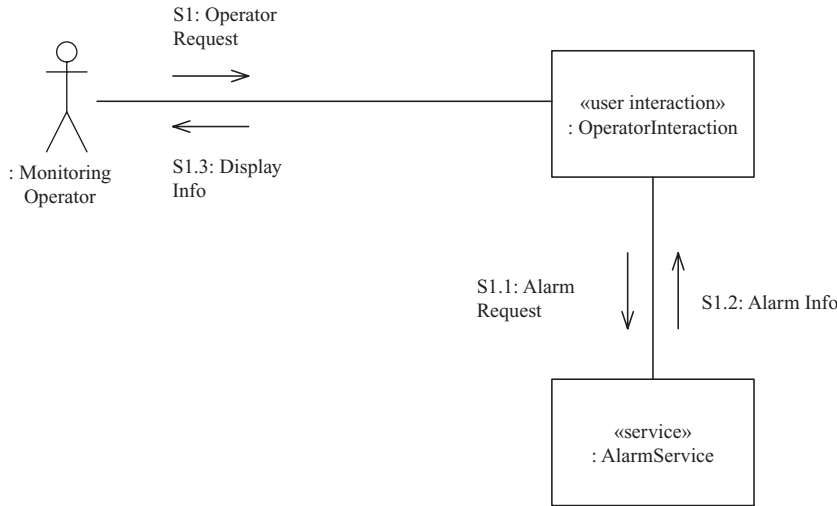 S1: Operator
Request
«user interaction»
: OperatorInteraction
S1.3: Display
Info
: Monitoring
Operator
S1.1: Alarm
Request
S1.2: Alarm Info
«service»
: AlarmService